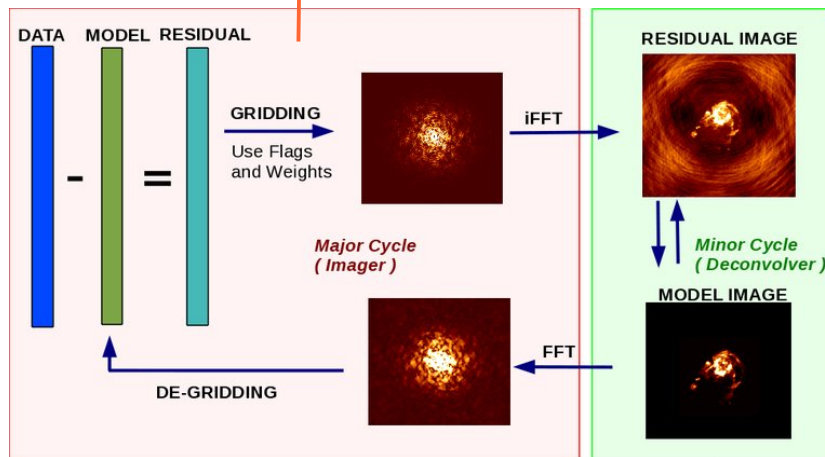 DATA
MODEL
RESIDUAL
-
=
GRIDDING
Use Flags
and Weights
iFFT
RESIDUAL IMAGE
Major Cycle
( Imager )
Minor Cycle
( Deconvolver )
MODEL IMAGE
FFT
DE-GRIDDING